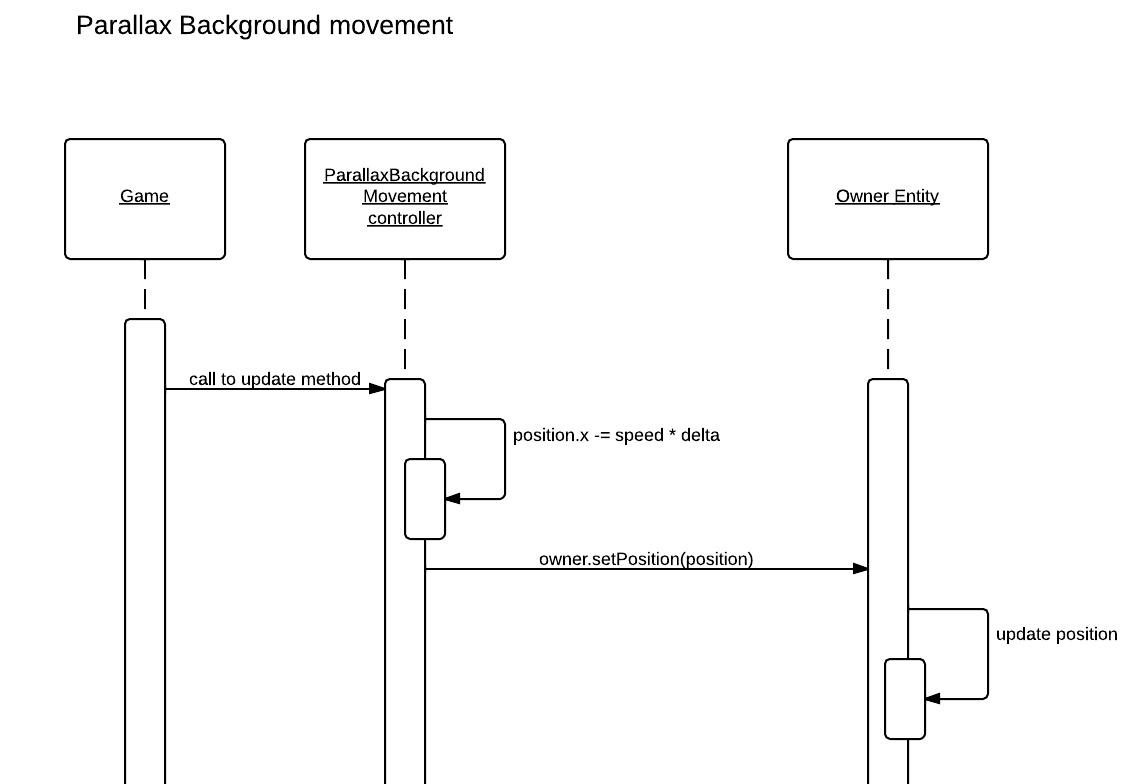 Parallax Background movement
Game
ParallaxBackground
Movement
controller
Owner Entity
call to update method
position.x -= speed * delta
owner.setPosition(position)
update position